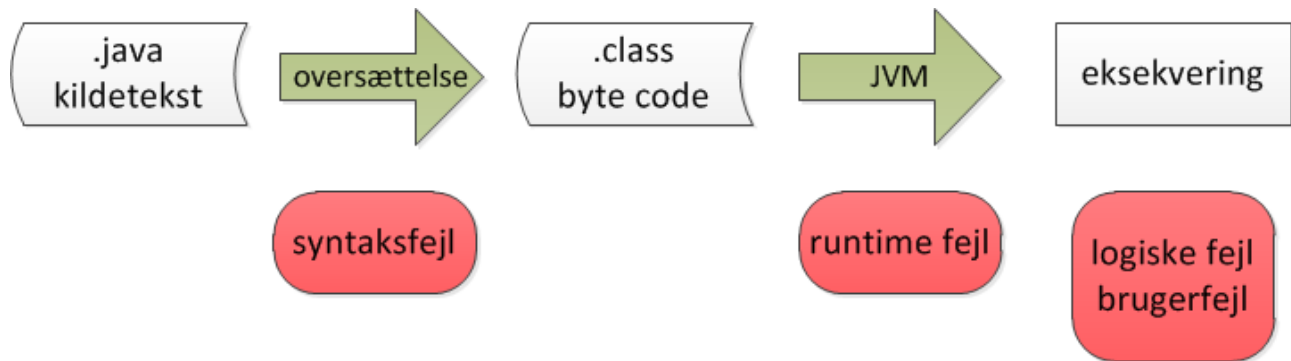 .java
kildetekst
oversættelse
.class
byte code
JVM
eksekvering
syntaksfejl
runtime fejl
logiske fejl
brugerfejl